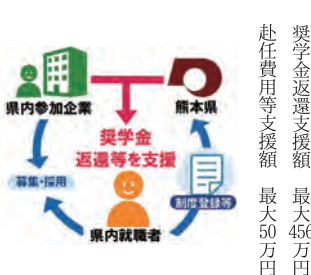 奨学金返還支援額　最大456万円
赴任費用等支援額　最大50万円
県内参加企業
熊本県
奨学金
返還等を支援
募集・採用
制度登録等
県内就職者